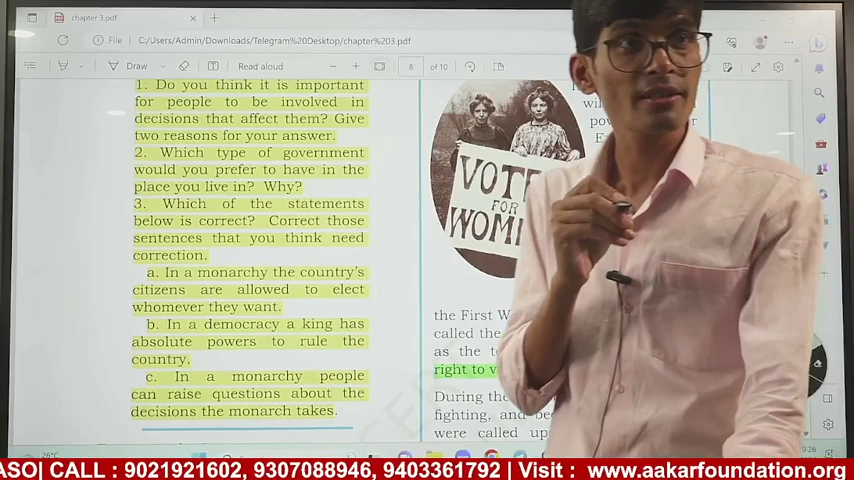 chapter 3.pdf
File
C:/Users/Admin/Downloads/Telegram%20Desktop/chapter%203.pdf
Draw
Read aloud
8
of 10
1. Do you think it is important
for people to be involved in
decisions that affect them? Give
two reasons for your answer.
2. Which type of government
would you prefer to have in the
place you live in? Why?
3. Which of the statements
below is correct? Correct those
sentences that you think need
correction.
a. In a monarchy the country's
citizens are allowed to elect
whomever they want.
b. In a democracy a king has
absolute powers to rule the
country.
c. In a monarchy people
can raise questions about the
decisions the monarch takes.
FOR
the First
called the
as the
right to
During the
fighting, and
were called up
26°C
ASO| CALL : 9021921602, 9307088946, 9403361792 | Visit : www.aakarfoundation.org